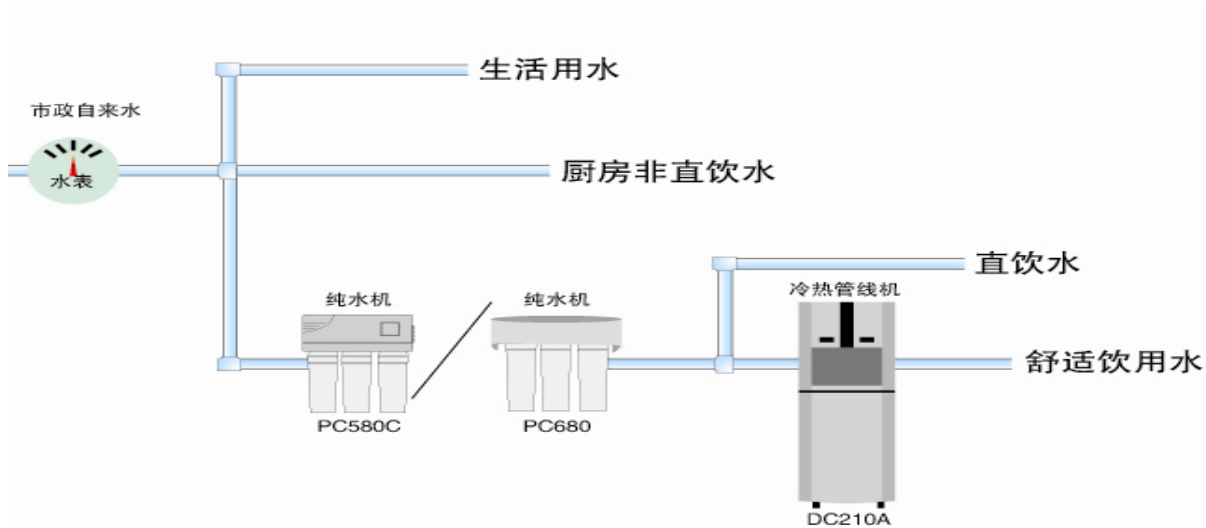 生活用水
市政自来水
水表
厨房非直饮水
直饮水
纯水机
纯水机
冷热管线机
舒适饮用水
PC580C
PC680
DC210A